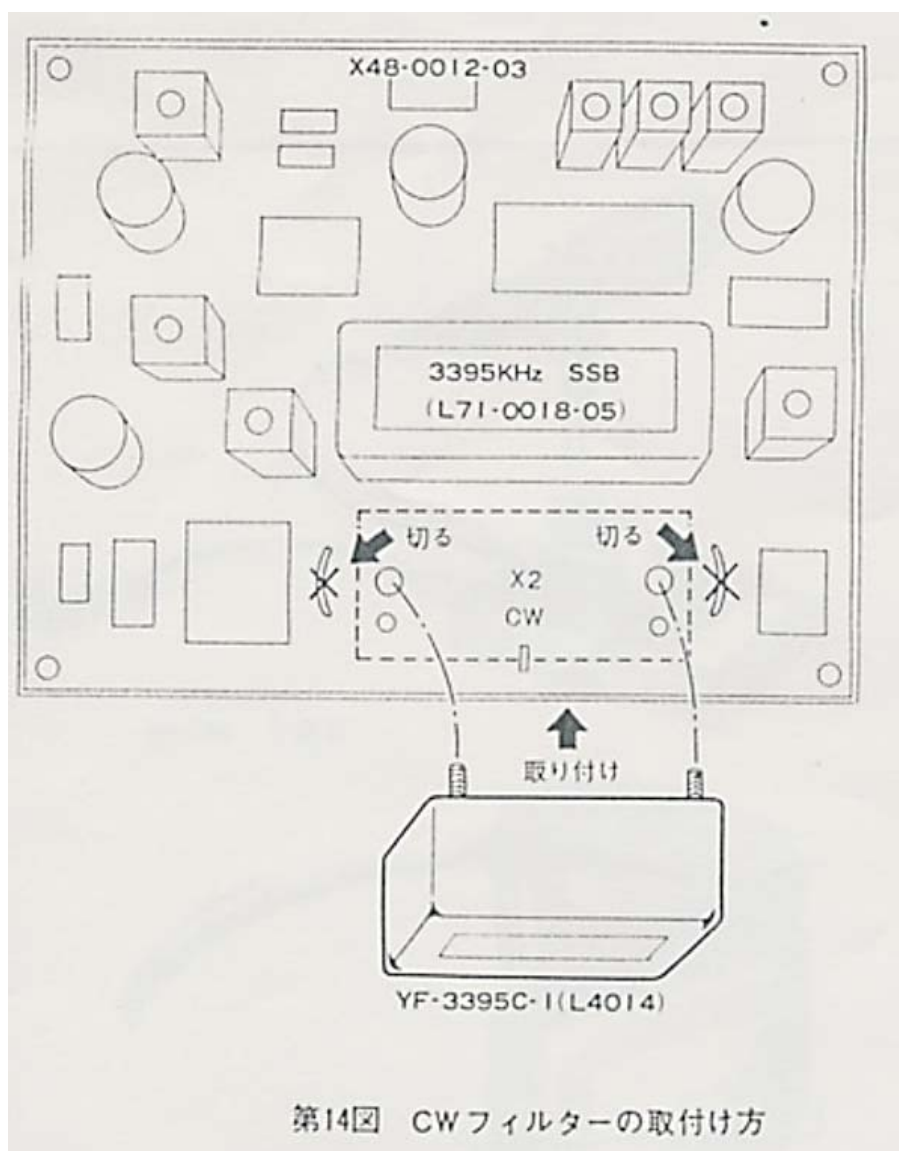 X48-0012-03
3395KHz SSB
(L71-0018-05)
切る 切る
X2
CW
取り付け
YF-3395C-1(L4014)
第14図 CWフィルターの取付け方